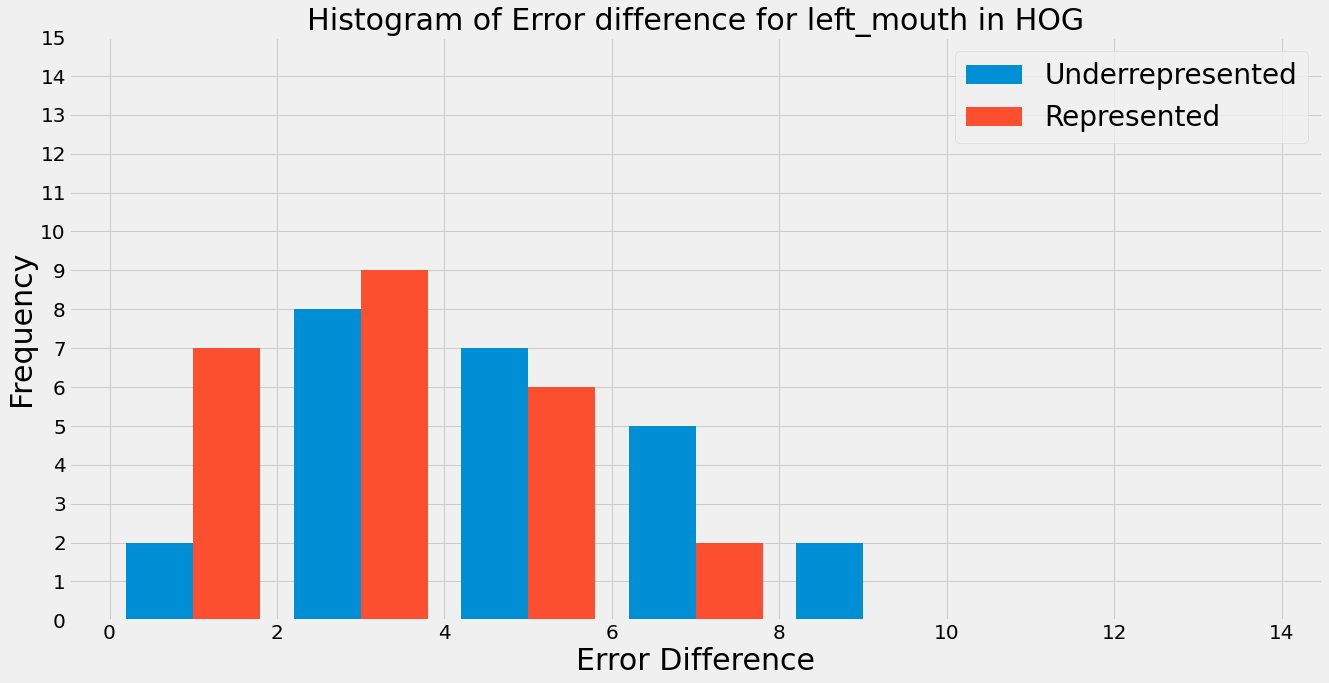 Histogram of Error difference for left_mouth in HOG
15
14
13
12
11
10
9
8
7
6
5
4
3
2
1
0
Frequency
Underrepresented
Represented
0 2 4 6 8 10 12 14
Error Difference